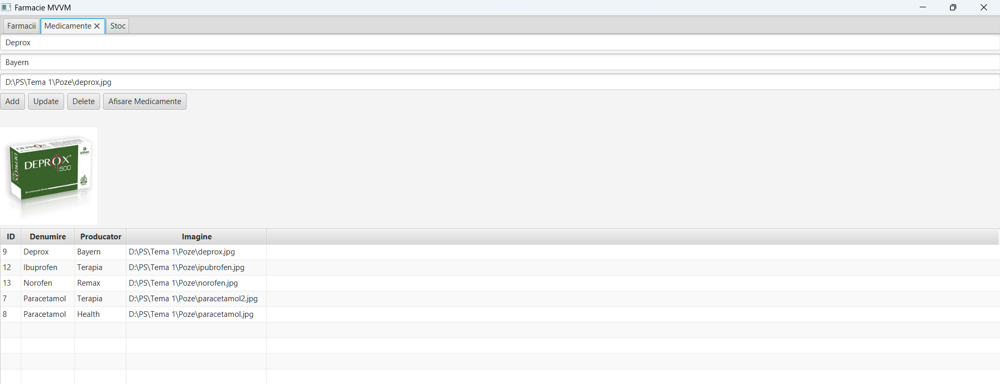 Farmacie MVVM
Farmacii Medicamente Stoc
Deprox
Bayern
D:\PS\Tema 1\Poze\deprox.jpg
Add Update Delete Afisare Medicamente
DEPROX
DEPROX
DEPROX®
500
ID Denumire Producator Imagine
9 Deprox Bayern D:\PS\Tema 1\Poze\deprox.jpg
12 Ibuprofen Terapia D:\PS\Tema 1\Poze\ipubrofen.jpg
13 Norofen Remax D:\PS\Tema 1\Poze\norofen.jpg
7 Paracetamol Terapia D:\PS\Tema 1\Poze\paracetamol2.jpg
8 Paracetamol Health D:\PS\Tema 1\Poze\paracetamol.jpg